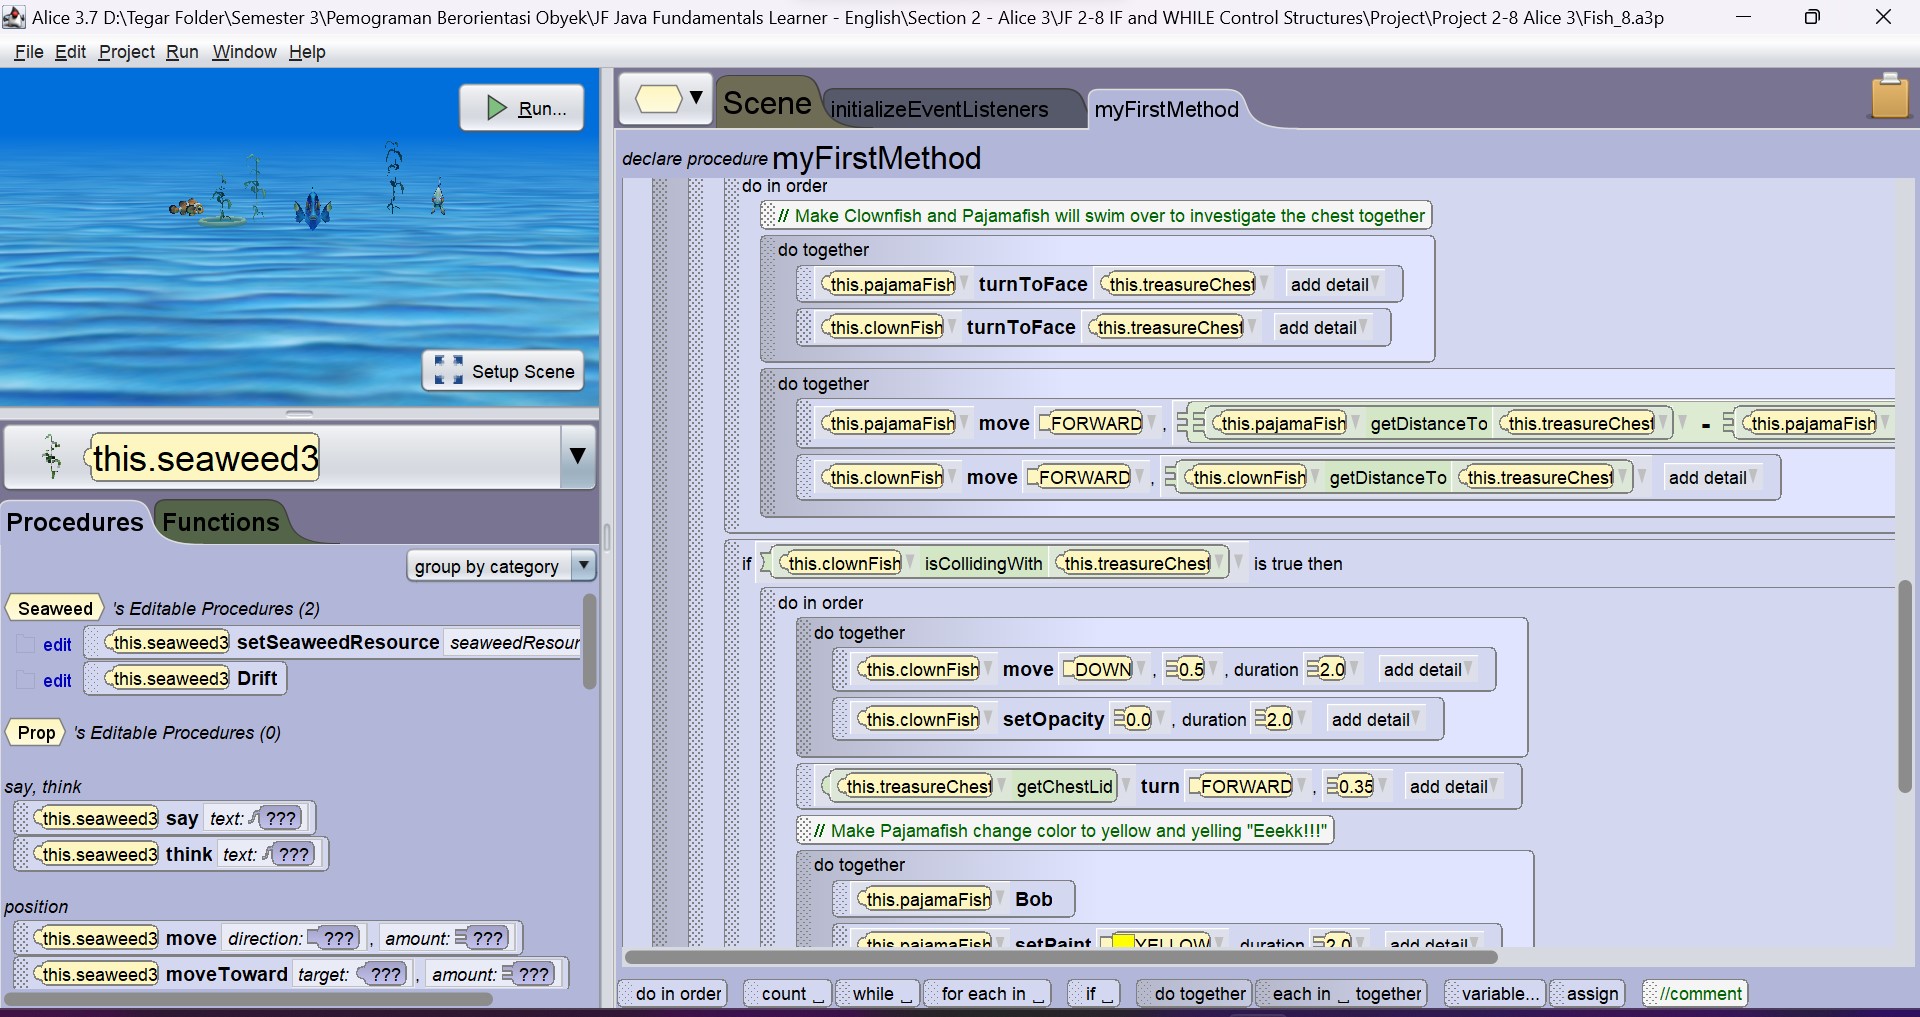 Alice 3.7 D:\Tegar Folder\Semester 3\Pemograman Berorientasi Obyek\JF Java Fundamentals Learner - English\Section 2 - Alice 3\JF 2-8 IF and WHILE Control Structures\Project\Project 2-8 Alice 3\Fish_8.a3p
File Edit Project Run Window Help
Run...
Setup Scene
this.seaweed3
Procedures Functions
group by category
Seaweed 's Editable Procedures (2)
edit this.seaweed3 setSeaweedResource seaweedResour
edit this.seaweed3 Drift
Prop 's Editable Procedures (0)
say, think
this.seaweed3 say text: ???
this.seaweed3 think text: ???
position
this.seaweed3 move direction: ??? , amount: ???
this.seaweed3 moveToward target: ??? , amount: ???
Scene initializeEventListeners myFirstMethod
declare procedure myFirstMethod
do in order
// Make Clownfish and Pajamafish will swim over to investigate the chest together
do together
this.pajamaFish turnToFace this.treasureChest add detail
this.clownFish turnToFace this.treasureChest add detail
do together
this.pajamaFish move FORWARD , this.pajamaFish getDistanceTo this.treasureChest - this.pajamaFish
this.clownFish move FORWARD , this.clownFish getDistanceTo this.treasureChest add detail
if this.clownFish isCollidingWith this.treasureChest is true then
do in order
do together
this.clownFish move DOWN , 0.5 , duration 2.0 add detail
this.clownFish setOpacity 0.0 , duration 2.0 add detail
this.treasureChest getChestLid turn FORWARD , 0.35 add detail
// Make Pajamafish change color to yellow and yelling "Eeekk!!!"
do together
this.pajamaFish Bob
this.pajamaFish setPaint YELLOW , duration 2.0 add detail
do in order count while for each in if do together each in together variable... assign //comment